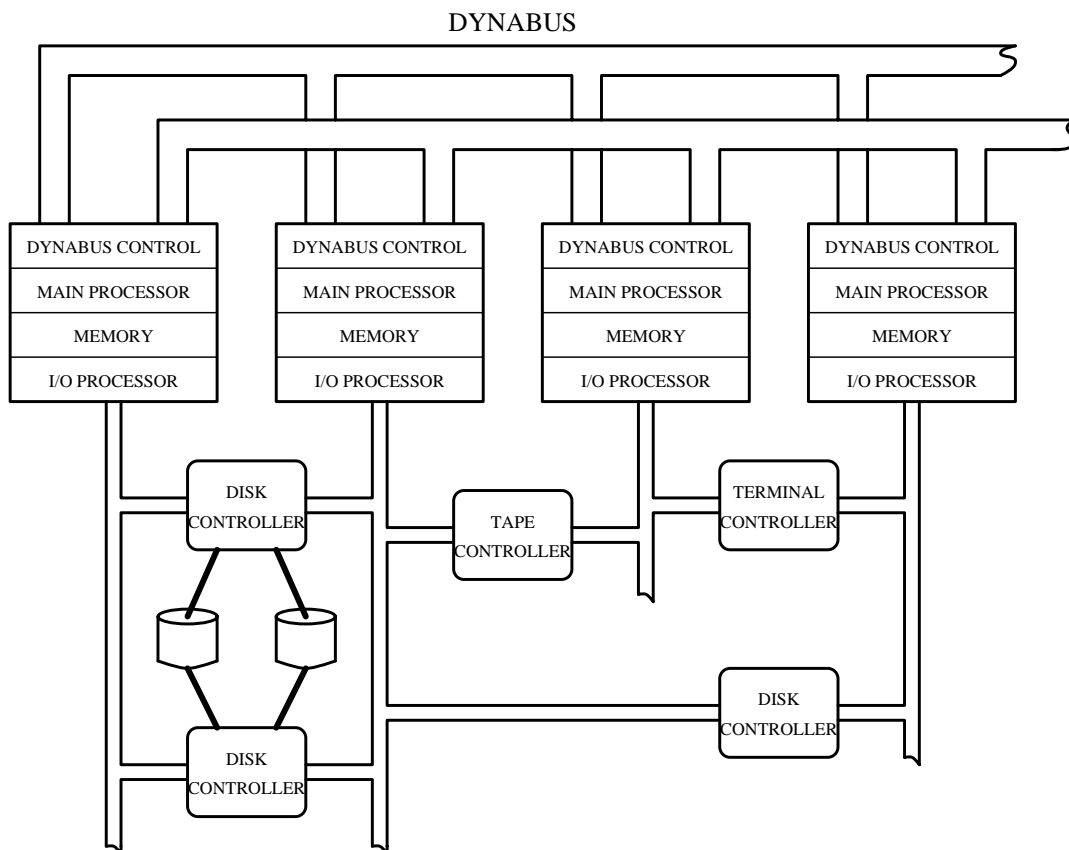 DYNABUS
DYNABUS CONTROL
DYNABUS CONTROL
DYNABUS CONTROL
DYNABUS CONTROL
MAIN PROCESSOR
MAIN PROCESSOR
MAIN PROCESSOR
MAIN PROCESSOR
MEMORY
MEMORY
MEMORY
MEMORY
I/O PROCESSOR
I/O PROCESSOR
I/O PROCESSOR
I/O PROCESSOR
DISK
CONTROLLER
TAPE
CONTROLLER
TERMINAL
CONTROLLER
DISK
CONTROLLER
DISK
CONTROLLER